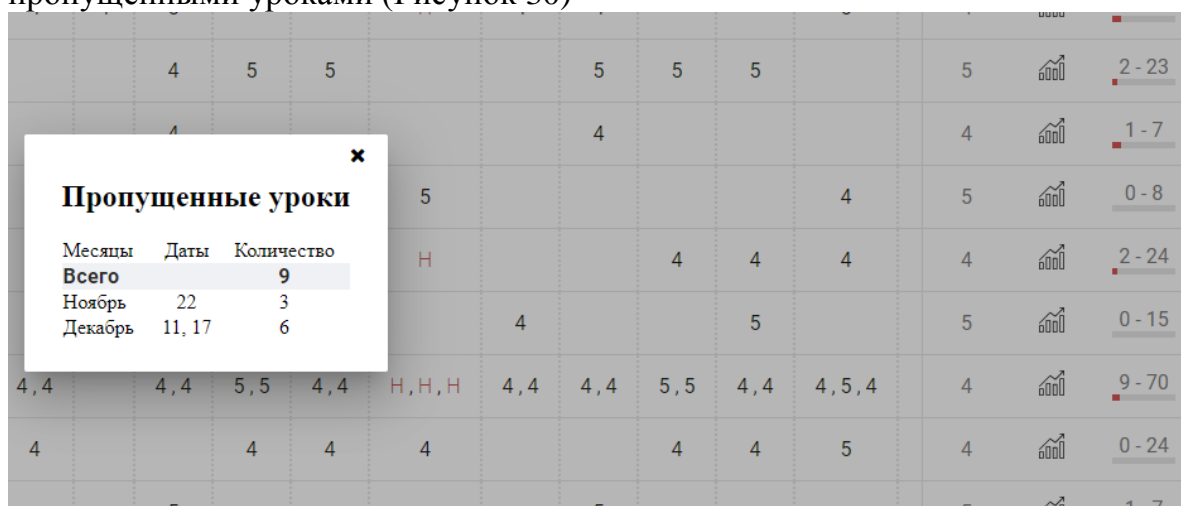 пропущенными уроками (Рисунок 30)
4 5 5 5 5 5 5 2 - 23
4 4 4 1 - 7
5 4 5 0 - 8
Н 4 4 4 4 2 - 24
4 5 5 0 - 15
4,4 4,4 5,5 4,4 Н,Н,Н 4,4 4,4 5,5 4,4 4,5,4 4 9 - 70
4 4 4 4 4 4 5 4 0 - 24
Пропущенные уроки
Месяцы Даты Количество
Всего 9
Ноябрь 22 3
Декабрь 11, 17 6